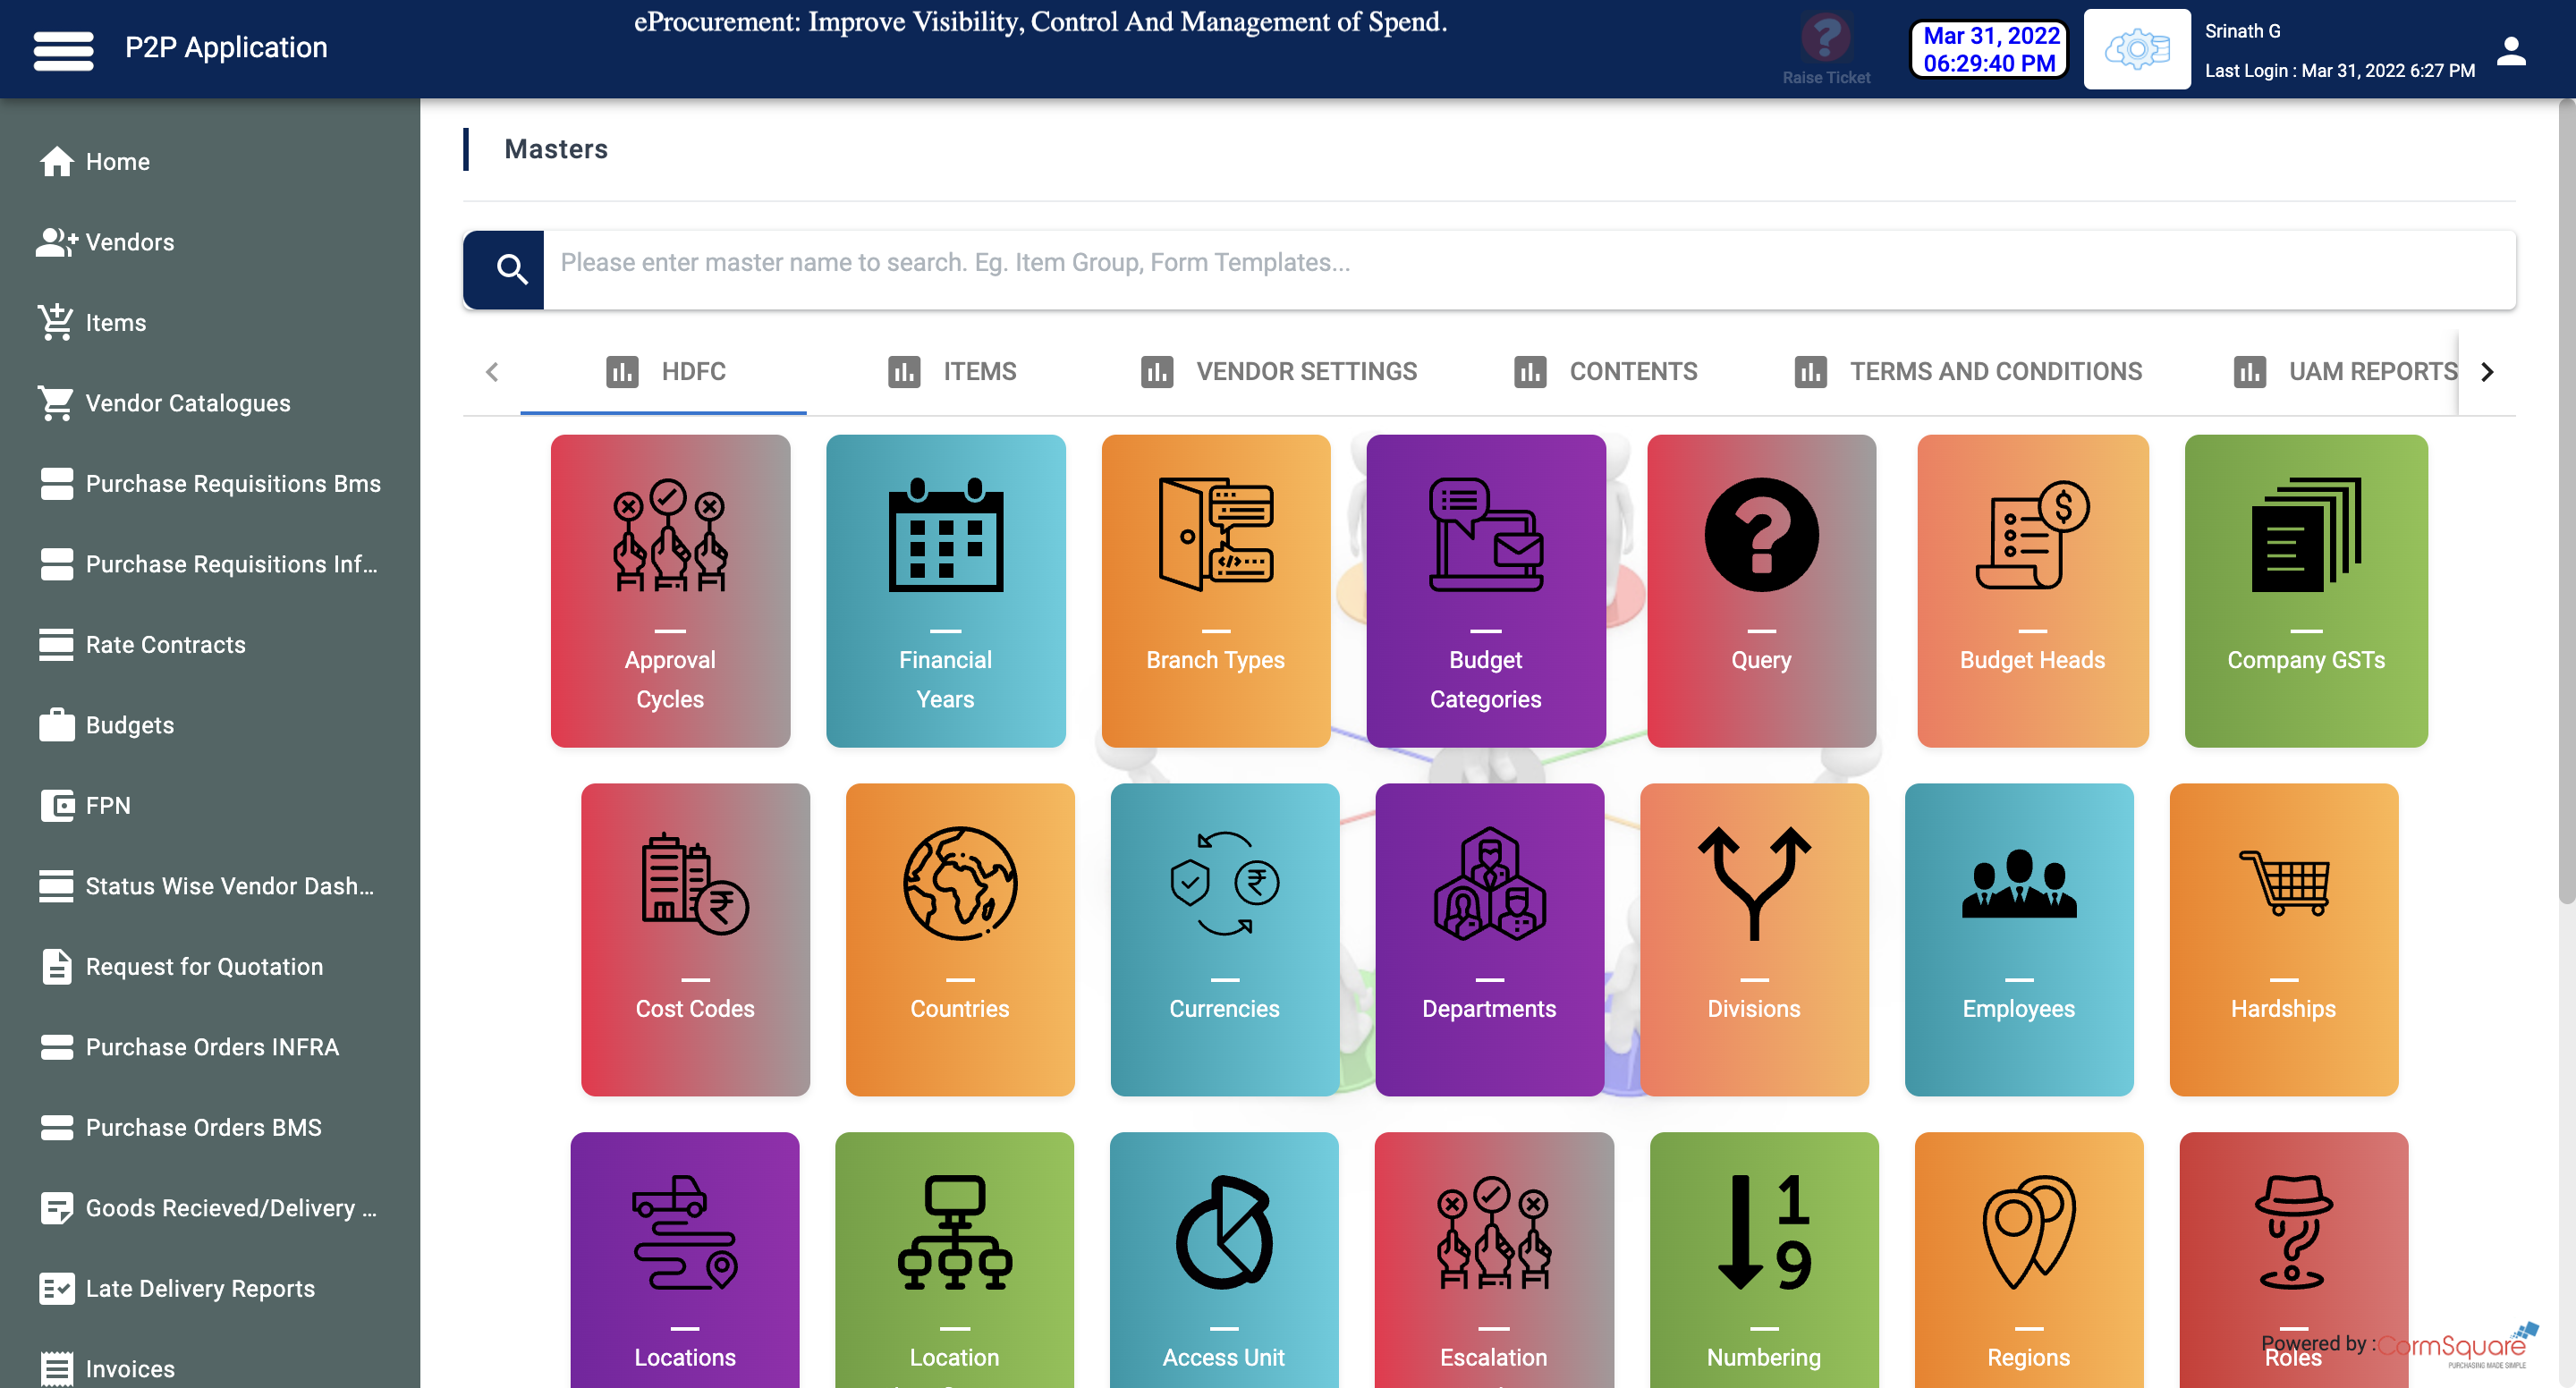 eProcurement: Improve Visibility, Control And Management of Spend.
P2P Application
Raise Ticket
Mar 31, 2022
06:29:40 PM
Srinath G
Last Login : Mar 31, 2022 6:27 PM
Home
Vendors
Items
Vendor Catalogues
Purchase Requisitions Bms
Purchase Requisitions Inf...
Rate Contracts
Budgets
FPN
Status Wise Vendor Dash...
Request for Quotation
Purchase Orders INFRA
Purchase Orders BMS
Goods Recieved/Delivery ...
Late Delivery Reports
Invoices
Masters
Please enter master name to search. Eg. Item Group, Form Templates...
HDFC
ITEMS
VENDOR SETTINGS
CONTENTS
TERMS AND CONDITIONS
UAM REPORTS
Approval
Cycles
Financial
Years
Branch Types
Budget
Categories
Query
Budget Heads
Company GSTs
Cost Codes
Countries
Currencies
Departments
Divisions
Employees
Hardships
Locations
Location
Access Unit
Escalation
1
9
Numbering
Regions
Roles
Powered by :
CormSquare
PURCHASING MADE SIMPLE